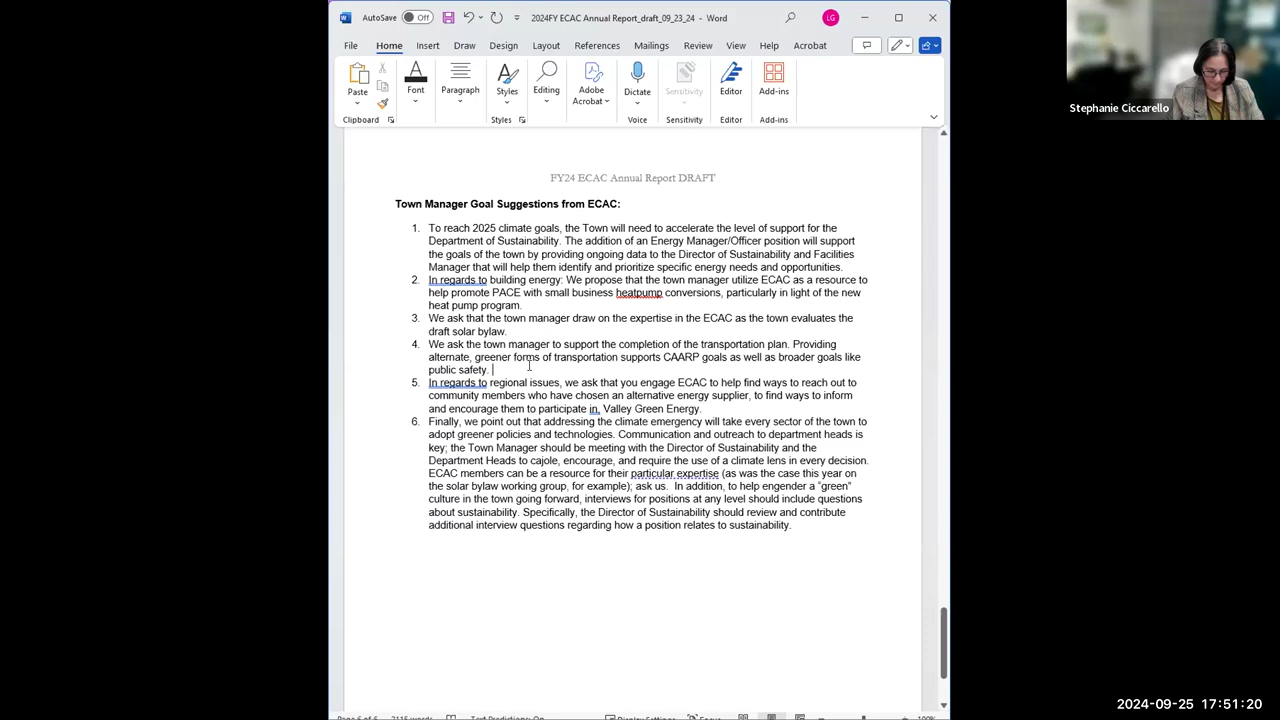 AutoSave Off 2024FY ECAC Annual Report_draft_09_23_24 - Word LG
File Home Insert Draw Design Layout References Mailings Review View Help Acrobat
Paste Font Paragraph Styles Editing Adobe Acrobat Dictate Sensitivity Editor Add-ins
Clipboard Styles Voice Sensitivity Editor Add-ins
Stephanie Ciccarello
FY24 ECAC Annual Report DRAFT
Town Manager Goal Suggestions from ECAC:
1. To reach 2025 climate goals, the Town will need to accelerate the level of support for the
Department of Sustainability. The addition of an Energy Manager/Officer position will support
the goals of the town by providing ongoing data to the Director of Sustainability and Facilities
Manager that will help them identify and prioritize specific energy needs and opportunities.
2. In regards to building energy: We propose that the town manager utilize ECAC as a resource to
help promote PACE with small business heatpump conversions, particularly in light of the new
heat pump program.
3. We ask that the town manager draw on the expertise in the ECAC as the town evaluates the
draft solar bylaw.
4. We ask the town manager to support the completion of the transportation plan. Providing
alternate, greener forms of transportation supports CAARP goals as well as broader goals like
public safety.
5. In regards to regional issues, we ask that you engage ECAC to help find ways to reach out to
community members who have chosen an alternative energy supplier, to find ways to inform
and encourage them to participate in, Valley Green Energy.
6. Finally, we point out that addressing the climate emergency will take every sector of the town to
adopt greener policies and technologies. Communication and outreach to department heads is
key; the Town Manager should be meeting with the Director of Sustainability and the
Department Heads to cajole, encourage, and require the use of a climate lens in every decision.
ECAC members can be a resource for their particular expertise (as was the case this year on
the solar bylaw working group, for example); ask us. In addition, to help engender a “green”
culture in the town going forward, interviews for positions at any level should include questions
about sustainability. Specifically, the Director of Sustainability should review and contribute
additional interview questions regarding how a position relates to sustainability.
2024-09-25 17:51:20
Page 6 of 6 2115 words Text Predictions: On Display Settings Focus 100%